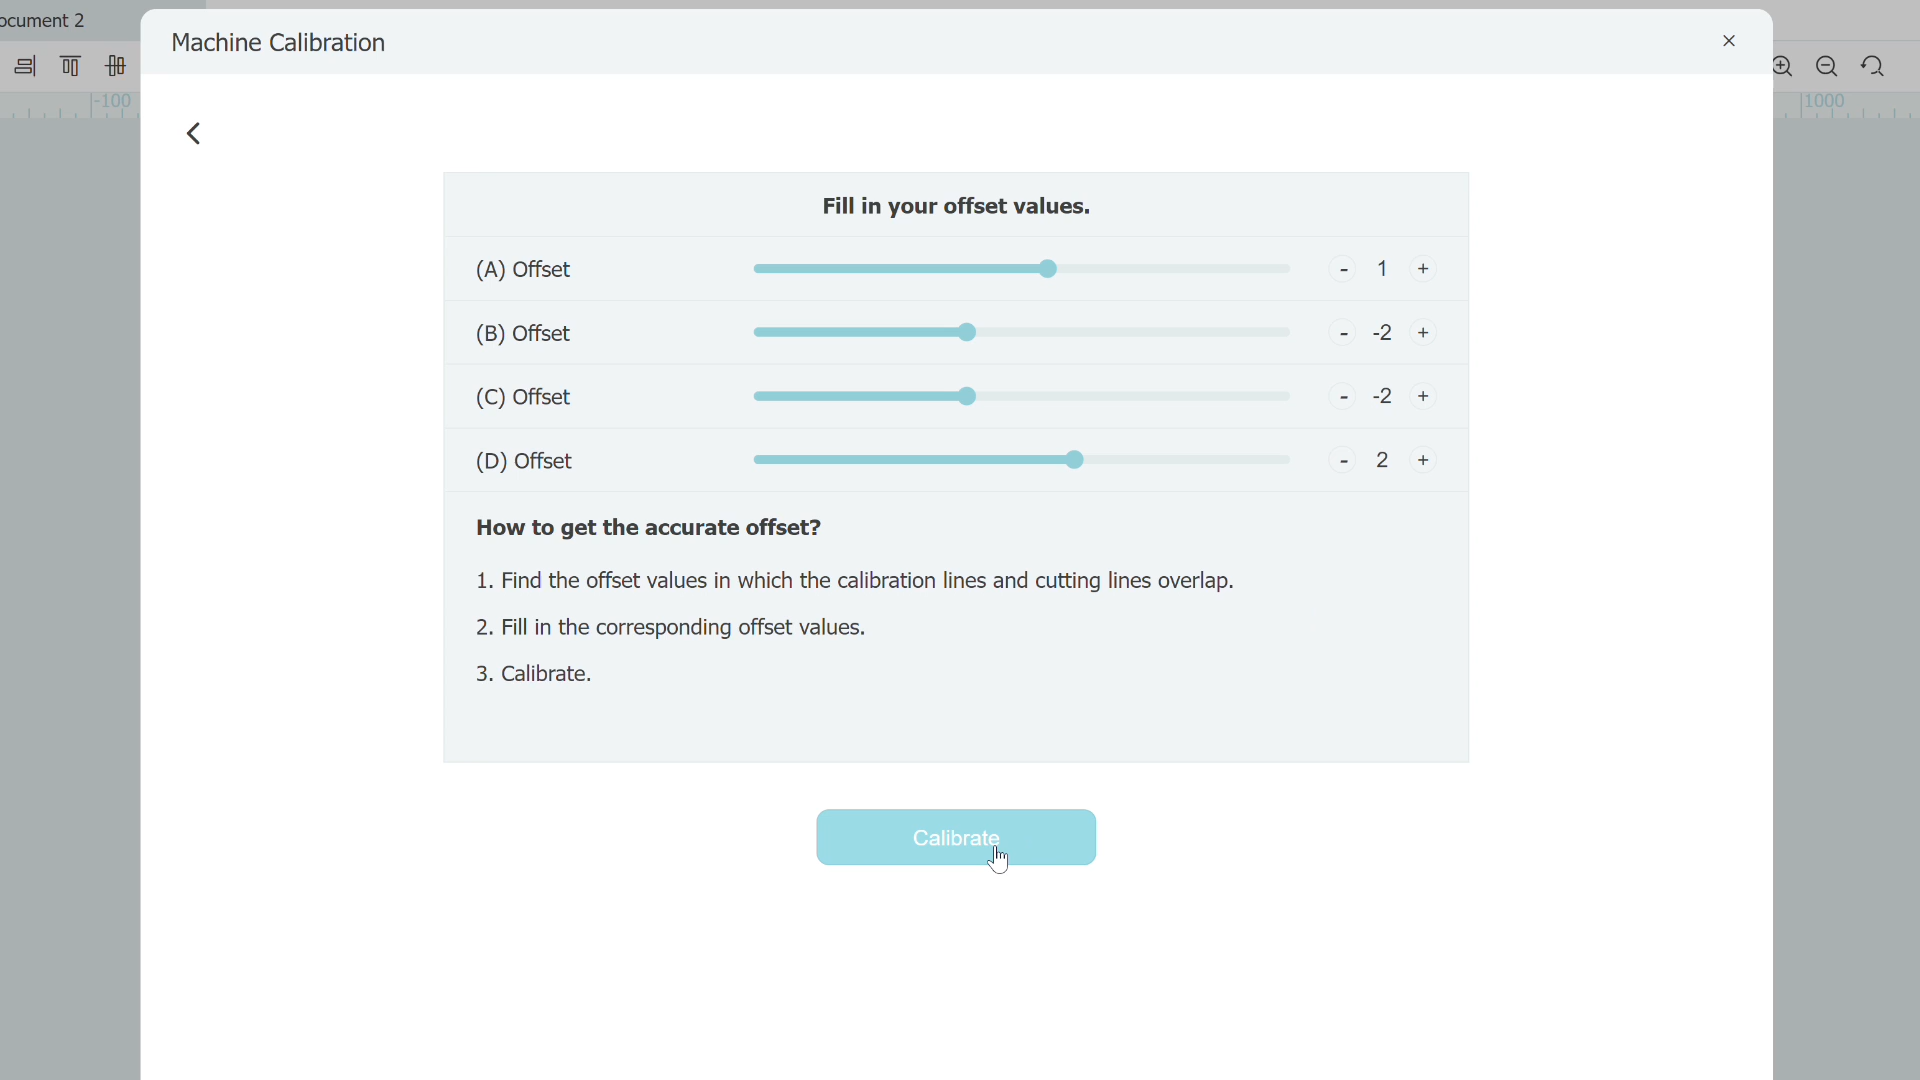 ocument 2
Machine Calibration
-100
1000
Fill in your offset values.
(A) Offset - 1 +
(B) Offset - -2 +
(C) Offset - -2 +
(D) Offset - 2 +
How to get the accurate offset?
1. Find the offset values in which the calibration lines and cutting lines overlap.
2. Fill in the corresponding offset values.
3. Calibrate.
Calibrate